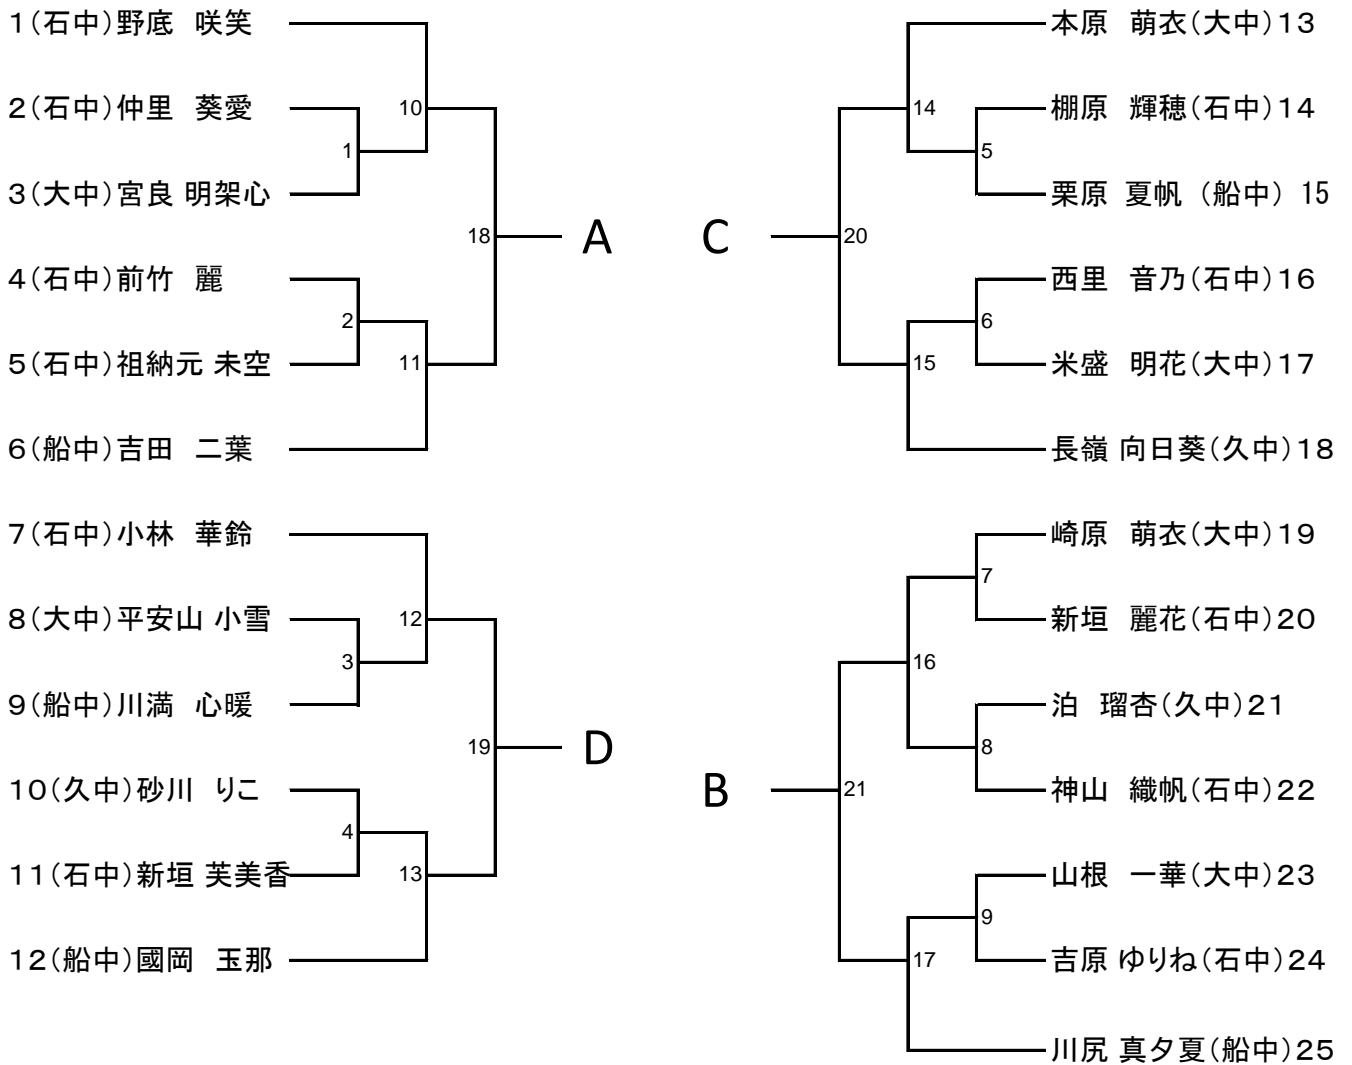 1(石中)野底 咲笑
10
2(石中)仲里 葵愛
1
3(大中)宮良 明架心
18
A
4(石中)前竹 麗
2
5(石中)祖納元 未空
11
6(船中)吉田 二葉
7(石中)小林 華鈴
8(大中)平安山 小雪
12
3
9(船中)川満 心暖
19
D
10(久中)砂川 りこ
4
11(石中)新垣 芙美香
13
12(船中)國岡 玉那
本原 萌衣(大中)13
14
棚原 輝穂(石中)14
5
栗原 夏帆 (船中) 15
C
20
西里 音乃(石中)16
6
15
米盛 明花(大中)17
長嶺 向日葵(久中)18
崎原 萌衣(大中)19
7
新垣 麗花(石中)20
16
泊 瑠杏(久中)21
8
B
21
神山 織帆(石中)22
山根 一華(大中)23
9
17
吉原 ゆりね(石中)24
川尻 真夕夏(船中)25